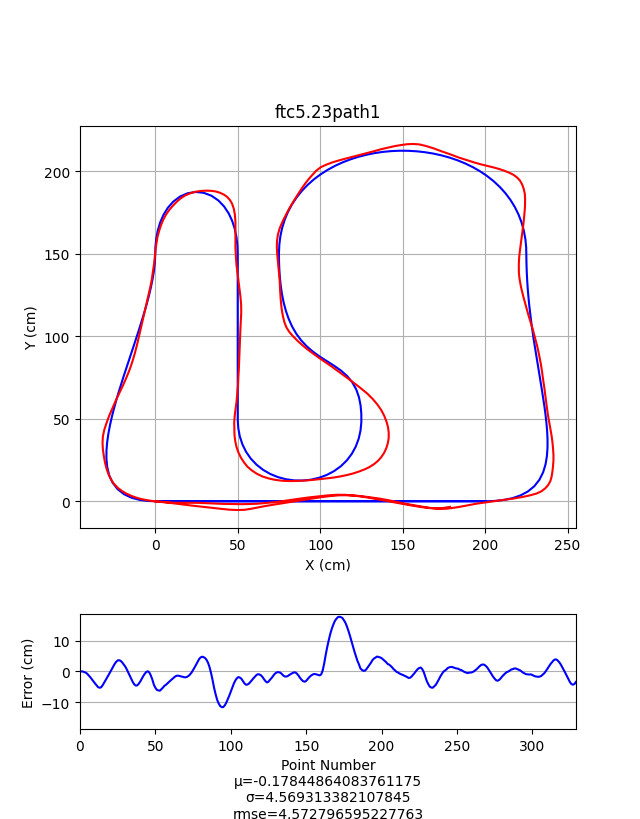 ftc5.23path1
200
150
100
50
0
Y (cm)
0 50 100 150 200 250
X (cm)
10
0
−10
Error (cm)
0 50 100 150 200 250 300
Point Number
μ=-0.17844864083761175
σ=4.569313382107845
rmse=4.572796595227763